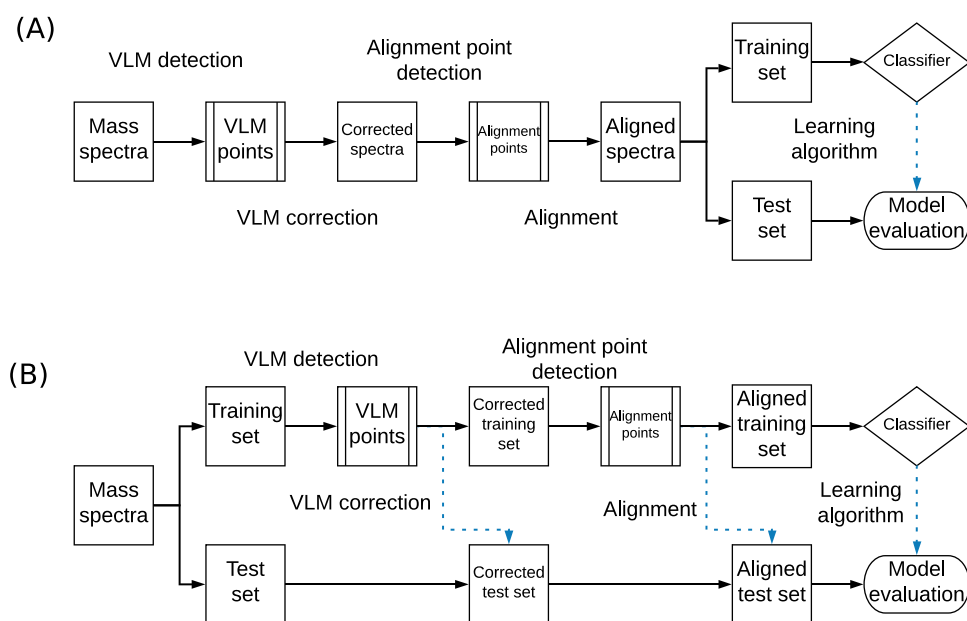 (A)
VLM detection
Alignment point
detection
Mass
spectra
VLM
points
Corrected
spectra
Alignment
points
Aligned
spectra
Training
set
Classifier
Learning
algorithm
VLM correction
Alignment
Test
set
Model
evaluation
(B)
VLM detection
Alignment point
detection
Mass
spectra
Training
set
VLM
points
Corrected
training
set
Alignment
points
Aligned
training
set
Classifier
VLM correction
Alignment
Learning
algorithm
Test
set
Corrected
test set
Aligned
test set
Model
evaluation